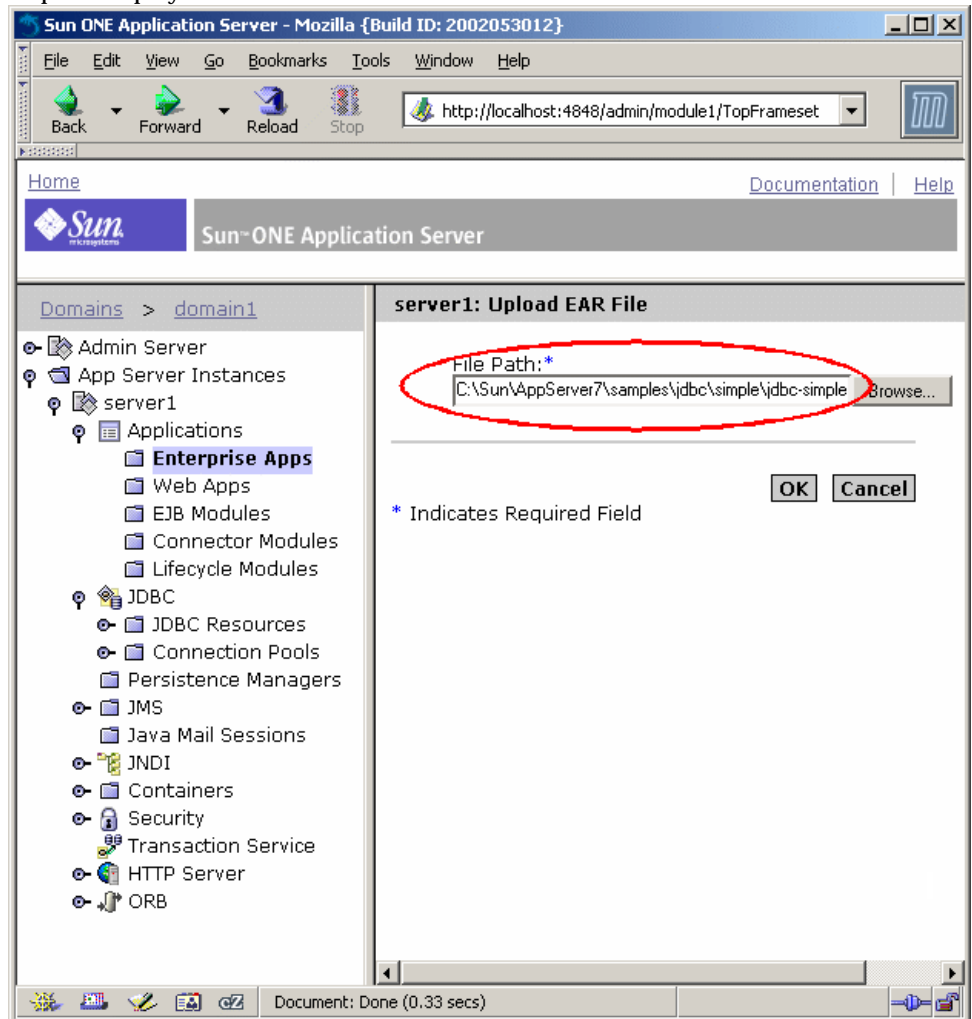 Sun ONE Application Server - Mozilla {Build ID: 2002053012}
File Edit View Go Bookmarks Tools Window Help
Back Forward Reload Stop
http://localhost:4848/admin/module1/TopFrameset
Home
Documentation | Help
Sun
microsystems
Sun™ ONE Application Server
Domains > domain1
server1: Upload EAR File
Admin Server
App Server Instances
server1
Applications
Enterprise Apps
Web Apps
EJB Modules
Connector Modules
Lifecycle Modules
JDBC
JDBC Resources
Connection Pools
Persistence Managers
JMS
Java Mail Sessions
JNDI
Containers
Security
Transaction Service
HTTP Server
ORB
File Path:*
C:\Sun\AppServer7\samples\jdbc\simple\jdbc-simple
Browse...
OK Cancel
* Indicates Required Field
Document: Done (0.33 secs)